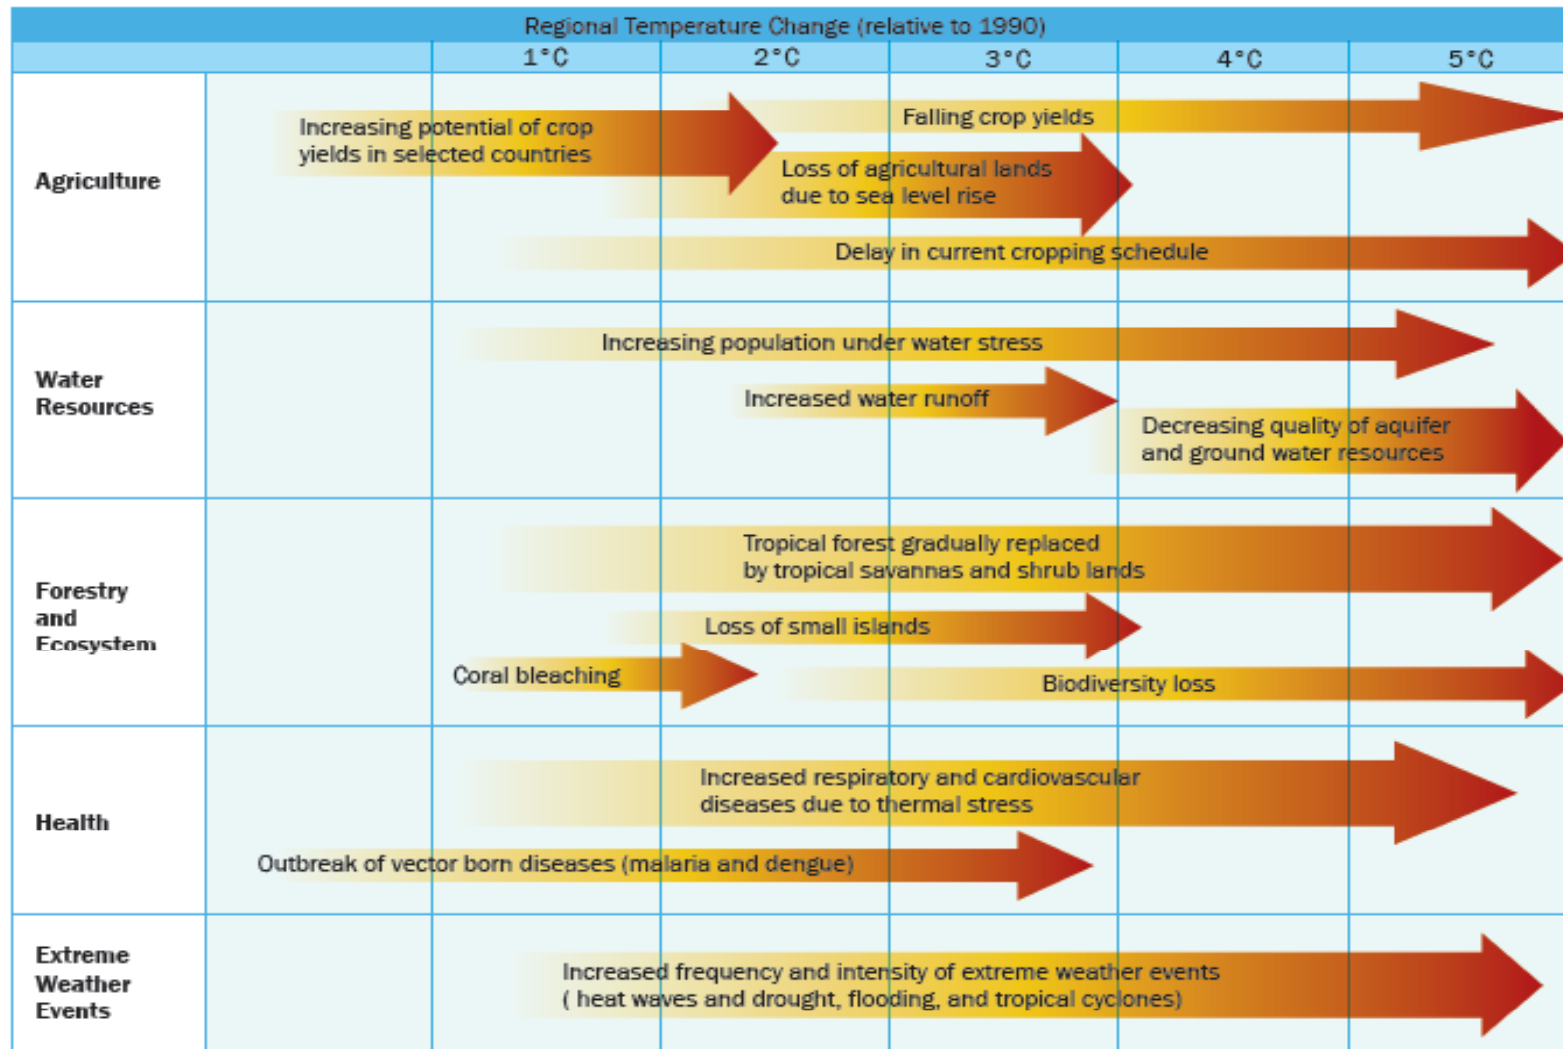 Regional Temperature Change (relative to 1990)
1°C 2°C 3°C 4°C 5°C
Agriculture
Increasing potential of crop
yields in selected countries
Falling crop yields
Loss of agricultural lands
due to sea level rise
Delay in current cropping schedule
Water
Resources
Increasing population under water stress
Increased water runoff
Decreasing quality of aquifer
and ground water resources
Forestry
and
Ecosystem
Tropical forest gradually replaced
by tropical savannas and shrub lands
Loss of small islands
Coral bleaching
Biodiversity loss
Health
Increased respiratory and cardiovascular
diseases due to thermal stress
Outbreak of vector born diseases (malaria and dengue)
Extreme
Weather
Events
Increased frequency and intensity of extreme weather events
( heat waves and drought, flooding, and tropical cyclones)